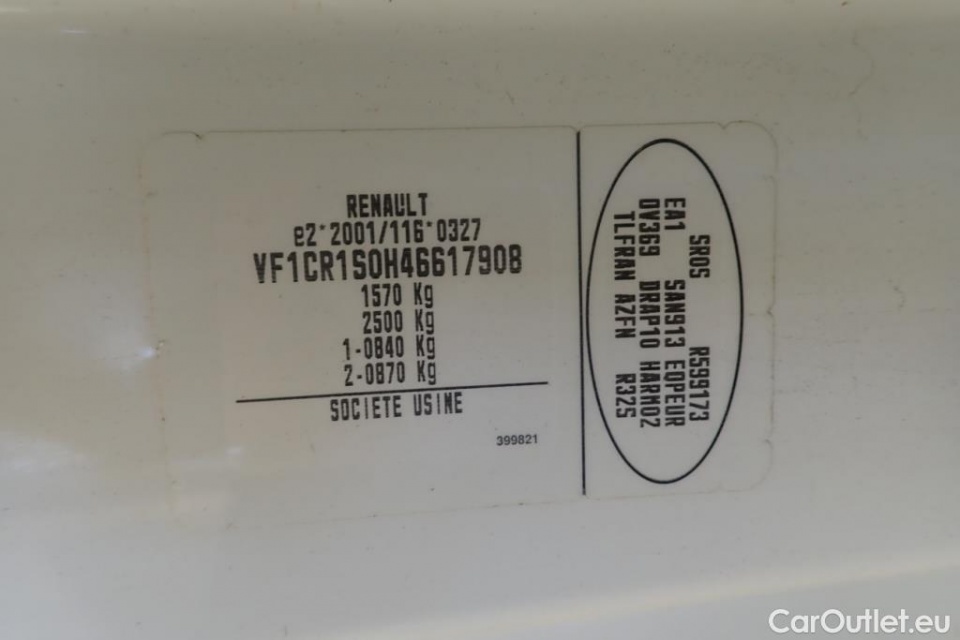 RENAULT
e2*2001/116*0327
VF1CR1S0H46617908
1570 Kg
2500 Kg
1-0840 Kg
2-0870 Kg
SOCIETE USINE
399821
SR0S R599173
EA1 SAN913 EQPEUR
OV369 DRAP10 HARM02
TLFRAN AZFN R325
CarOutlet.eu